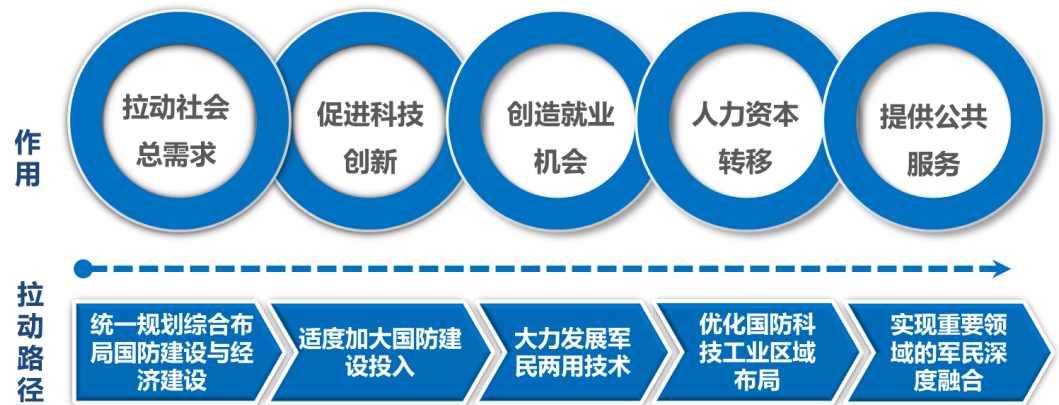 作用
拉动社会
总需求
促进科技
创新
创造就业
机会
人力资本
转移
提供公共
服务
拉动路径
统一规划综合布
局国防建设与经
济建设
适度加大国防建
设投入
大力发展军
民两用技术
优化国防科
技工业区域
布局
实现重要领
域的军民深
度融合